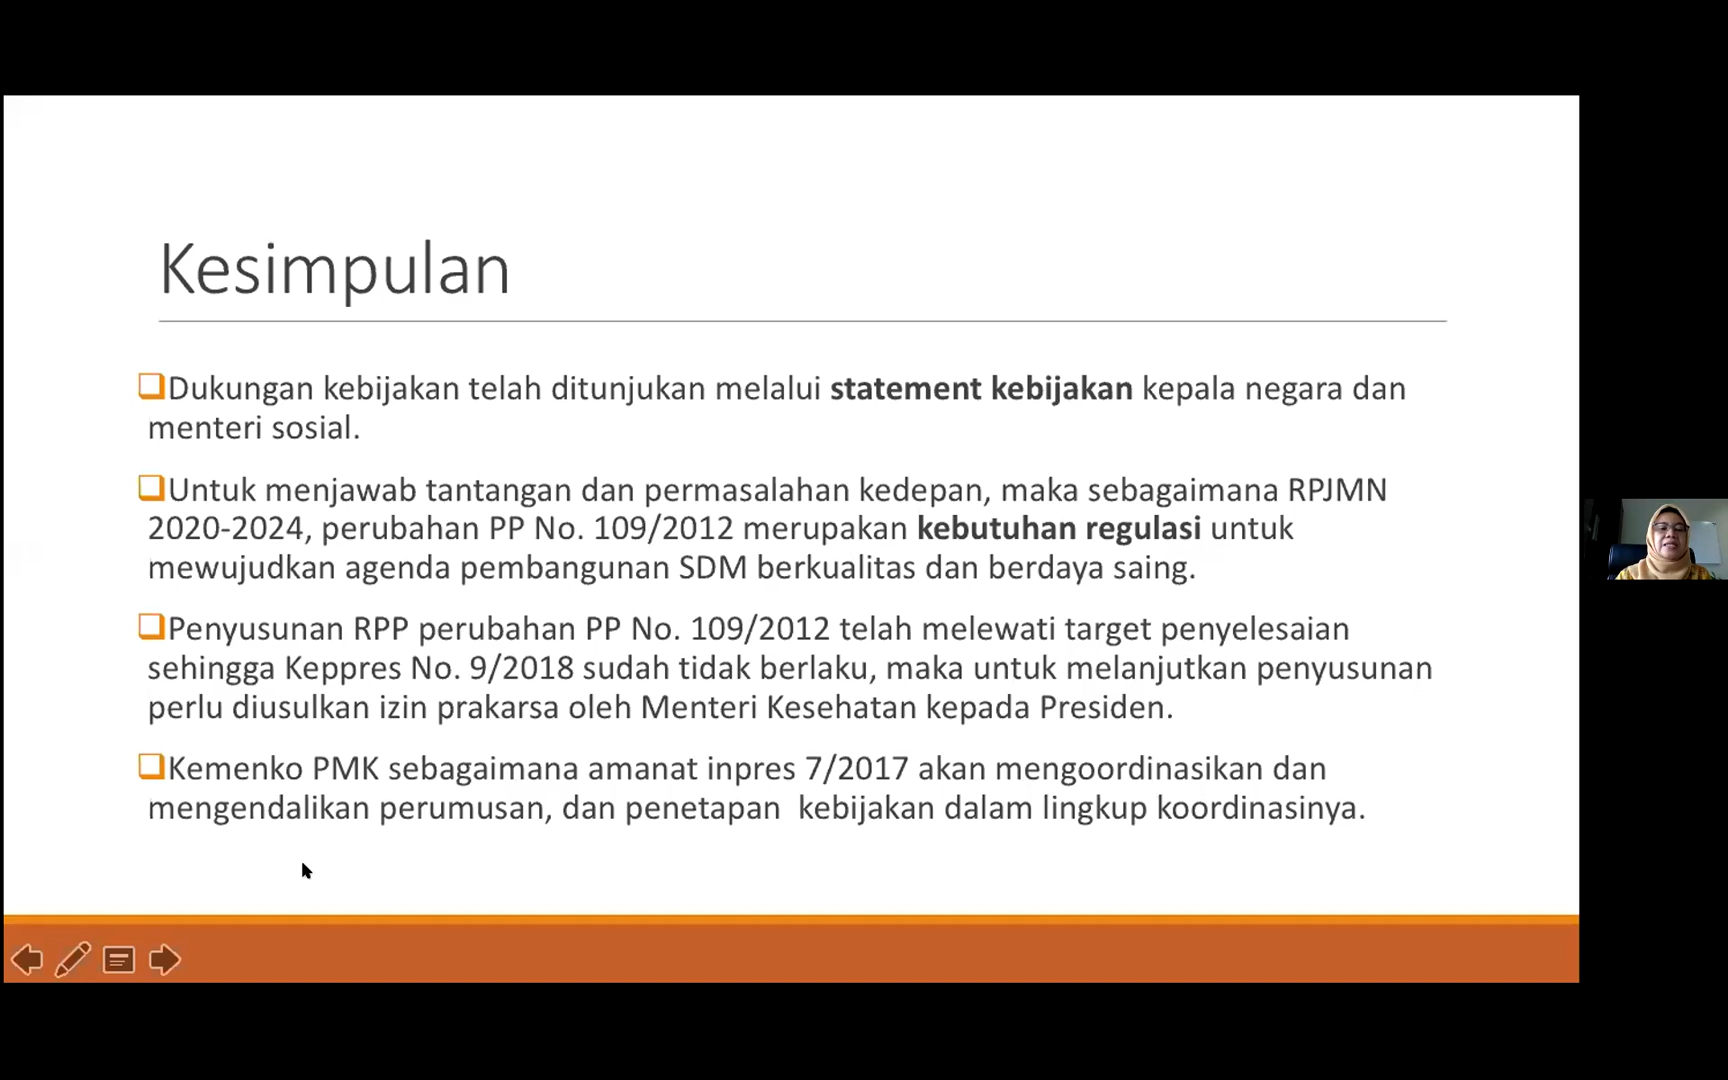 Kesimpulan
Dukungan kebijakan telah ditunjukan melalui statement kebijakan kepala negara dan
menteri sosial.
Untuk menjawab tantangan dan permasalahan kedepan, maka sebagaimana RPJMN
2020-2024, perubahan PP No. 109/2012 merupakan kebutuhan regulasi untuk
mewujudkan agenda pembangunan SDM berkualitas dan berdaya saing.
Penyusunan RPP perubahan PP No. 109/2012 telah melewati target penyelesaian
sehingga Keppres No. 9/2018 sudah tidak berlaku, maka untuk melanjutkan penyusunan
perlu diusulkan izin prakarsa oleh Menteri Kesehatan kepada Presiden.
Kemenko PMK sebagaimana amanat inpres 7/2017 akan mengoordinasikan dan
mengendalikan perumusan, dan penetapan  kebijakan dalam lingkup koordinasinya.